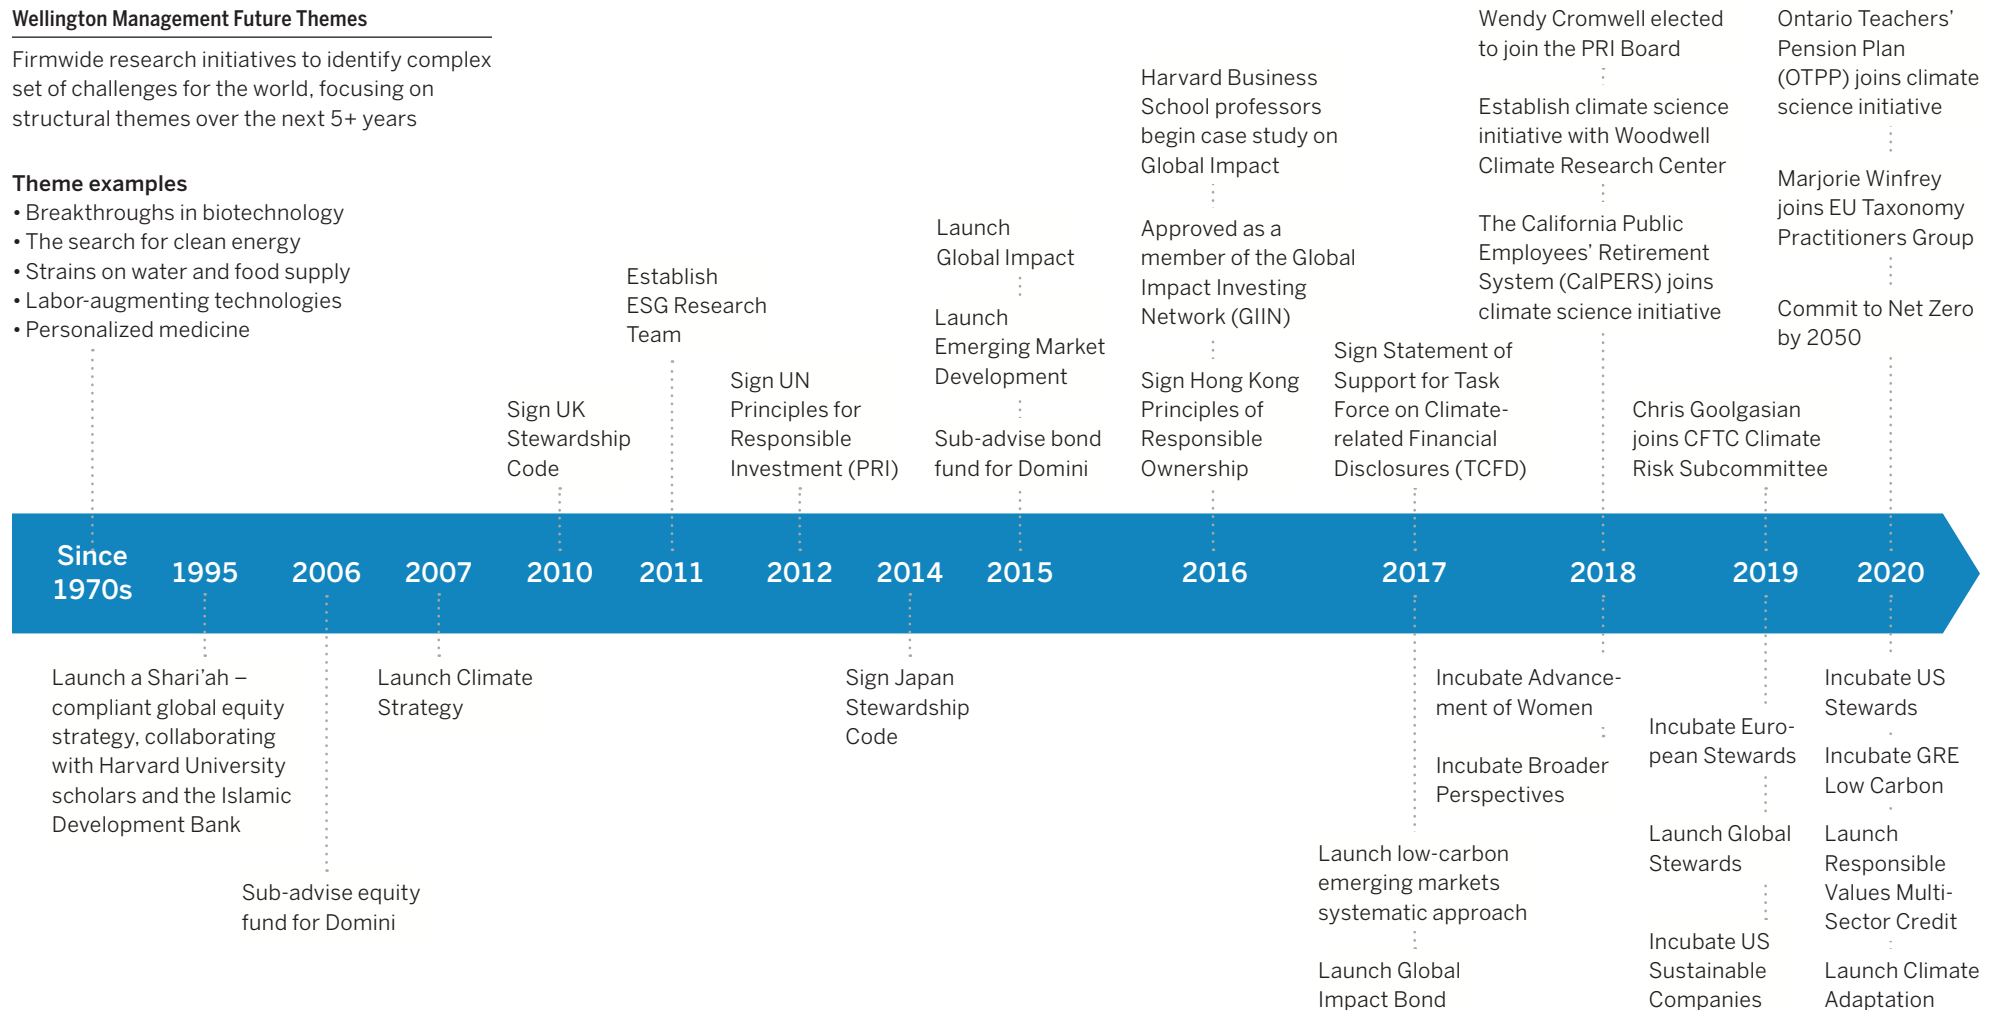 Wellington Management Future Themes
Firmwide research initiatives to identify complex
set of challenges for the world, focusing on
structural themes over the next 5+ years
Theme examples
• Breakthroughs in biotechnology
• The search for clean energy
• Strains on water and food supply
• Labor-augmenting technologies
• Personalized medicine
Sign UK
Stewardship
Code
Establish
ESG Research
Team
Sign UN
Principles for
Responsible
Investment (PRI)
Launch
Global Impact
Launch
Emerging Market
Development
Sub-advise bond
fund for Domini
Harvard Business
School professors
begin case study on
Global Impact
Approved as a
member of the Global
Impact Investing
Network (GIIN)
Sign Hong Kong
Principles of
Responsible
Ownership
Sign Statement of
Support for Task
Force on Climate-
related Financial
Disclosures (TCFD)
Wendy Cromwell elected
to join the PRI Board
Establish climate science
initiative with Woodwell
Climate Research Center
The California Public
Employees’ Retirement
System (CalPERS) joins
climate science initiative
Chris Goolgasian
joins CFTC Climate
Risk Subcommittee
Ontario Teachers’
Pension Plan
(OTPP) joins climate
science initiative
Marjorie Winfrey
joins EU Taxonomy
Practitioners Group
Commit to Net Zero
by 2050
Since
1970s
1995
2006
2007
2010
2011
2012
2014
2015
2016
2017
2018
2019
2020
Launch a Shari’ah –
compliant global equity
strategy, collaborating
with Harvard University
scholars and the Islamic
Development Bank
Sub-advise equity
fund for Domini
Launch Climate
Strategy
Sign Japan
Stewardship
Code
Launch low-carbon
emerging markets
systematic approach
Launch Global
Impact Bond
Incubate Advance-
ment of Women
Incubate Broader
Perspectives
Incubate Euro-
pean Stewards
Launch Global
Stewards
Incubate US
Sustainable
Companies
Incubate US
Stewards
Incubate GRE
Low Carbon
Launch
Responsible
Values Multi-
Sector Credit
Launch Climate
Adaptation